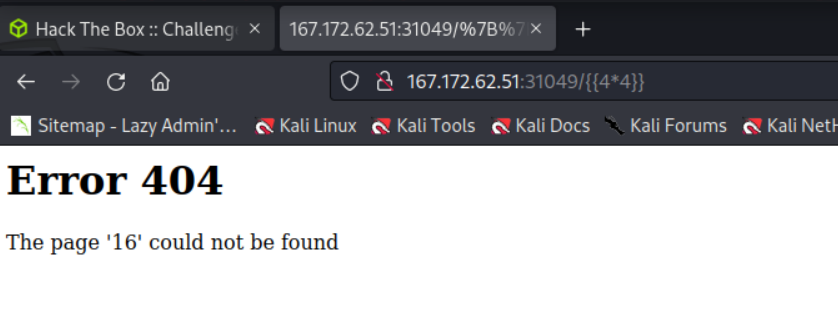 Hack The Box :: Challeng
167.172.62.51:31049/%7B%7
167.172.62.51:31049/{{4*4}}
Sitemap - Lazy Admin'... Kali Linux Kali Tools Kali Docs Kali Forums Kali NetH
Error 404
The page '16' could not be found